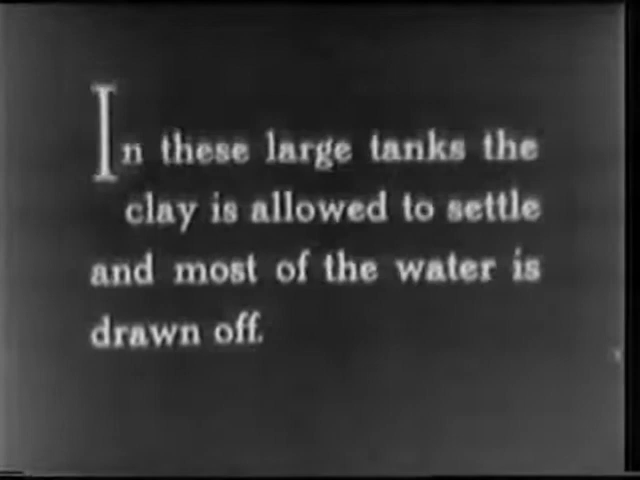 In these large tanks the
clay is allowed to settle
and most of the water is
drawn off.